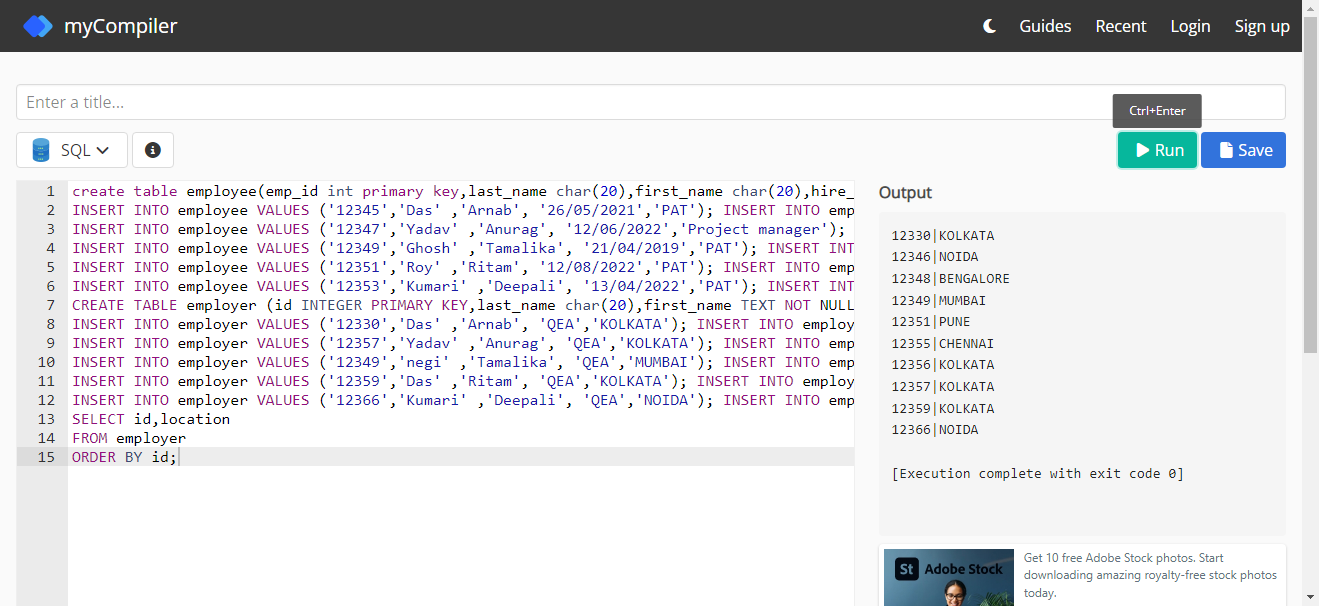 myCompiler
Guides Recent Login Sign up
Enter a title...
Ctrl+Enter
SQL
Run Save
1 create table employee(emp_id int primary key,last_name char(20),first_name char(20),hire_
2 INSERT INTO employee VALUES ('12345','Das' ,'Arnab', '26/05/2021','PAT'); INSERT INTO emp
3 INSERT INTO employee VALUES ('12347','Yadav' ,'Anurag', '12/06/2022','Project manager');
4 INSERT INTO employee VALUES ('12349','Ghosh' ,'Tamalika', '21/04/2019','PAT'); INSERT INT
5 INSERT INTO employee VALUES ('12351','Roy' ,'Ritam', '12/08/2022','PAT'); INSERT INTO emp
6 INSERT INTO employee VALUES ('12353','Kumari' ,'Deepali', '13/04/2022','PAT'); INSERT INT
7 CREATE TABLE employer (id INTEGER PRIMARY KEY,last_name char(20),first_name TEXT NOT NULL
8 INSERT INTO employer VALUES ('12330','Das' ,'Arnab', 'QEA','KOLKATA'); INSERT INTO employ
9 INSERT INTO employer VALUES ('12357','Yadav' ,'Anurag', 'QEA','KOLKATA'); INSERT INTO emp
10 INSERT INTO employer VALUES ('12349','negi' ,'Tamalika', 'QEA','MUMBAI'); INSERT INTO emp
11 INSERT INTO employer VALUES ('12359','Das' ,'Ritam', 'QEA','KOLKATA'); INSERT INTO employ
12 INSERT INTO employer VALUES ('12366','Kumari' ,'Deepali', 'QEA','NOIDA'); INSERT INTO emp
13 SELECT id,location
14 FROM employer
15 ORDER BY id;
Output
12330|KOLKATA
12346|NOIDA
12348|BENGALORE
12349|MUMBAI
12351|PUNE
12355|CHENNAI
12356|KOLKATA
12357|KOLKATA
12359|KOLKATA
12366|NOIDA
[Execution complete with exit code 0]
St Adobe Stock
Get 10 free Adobe Stock photos. Start
downloading amazing royalty-free stock photos
today.